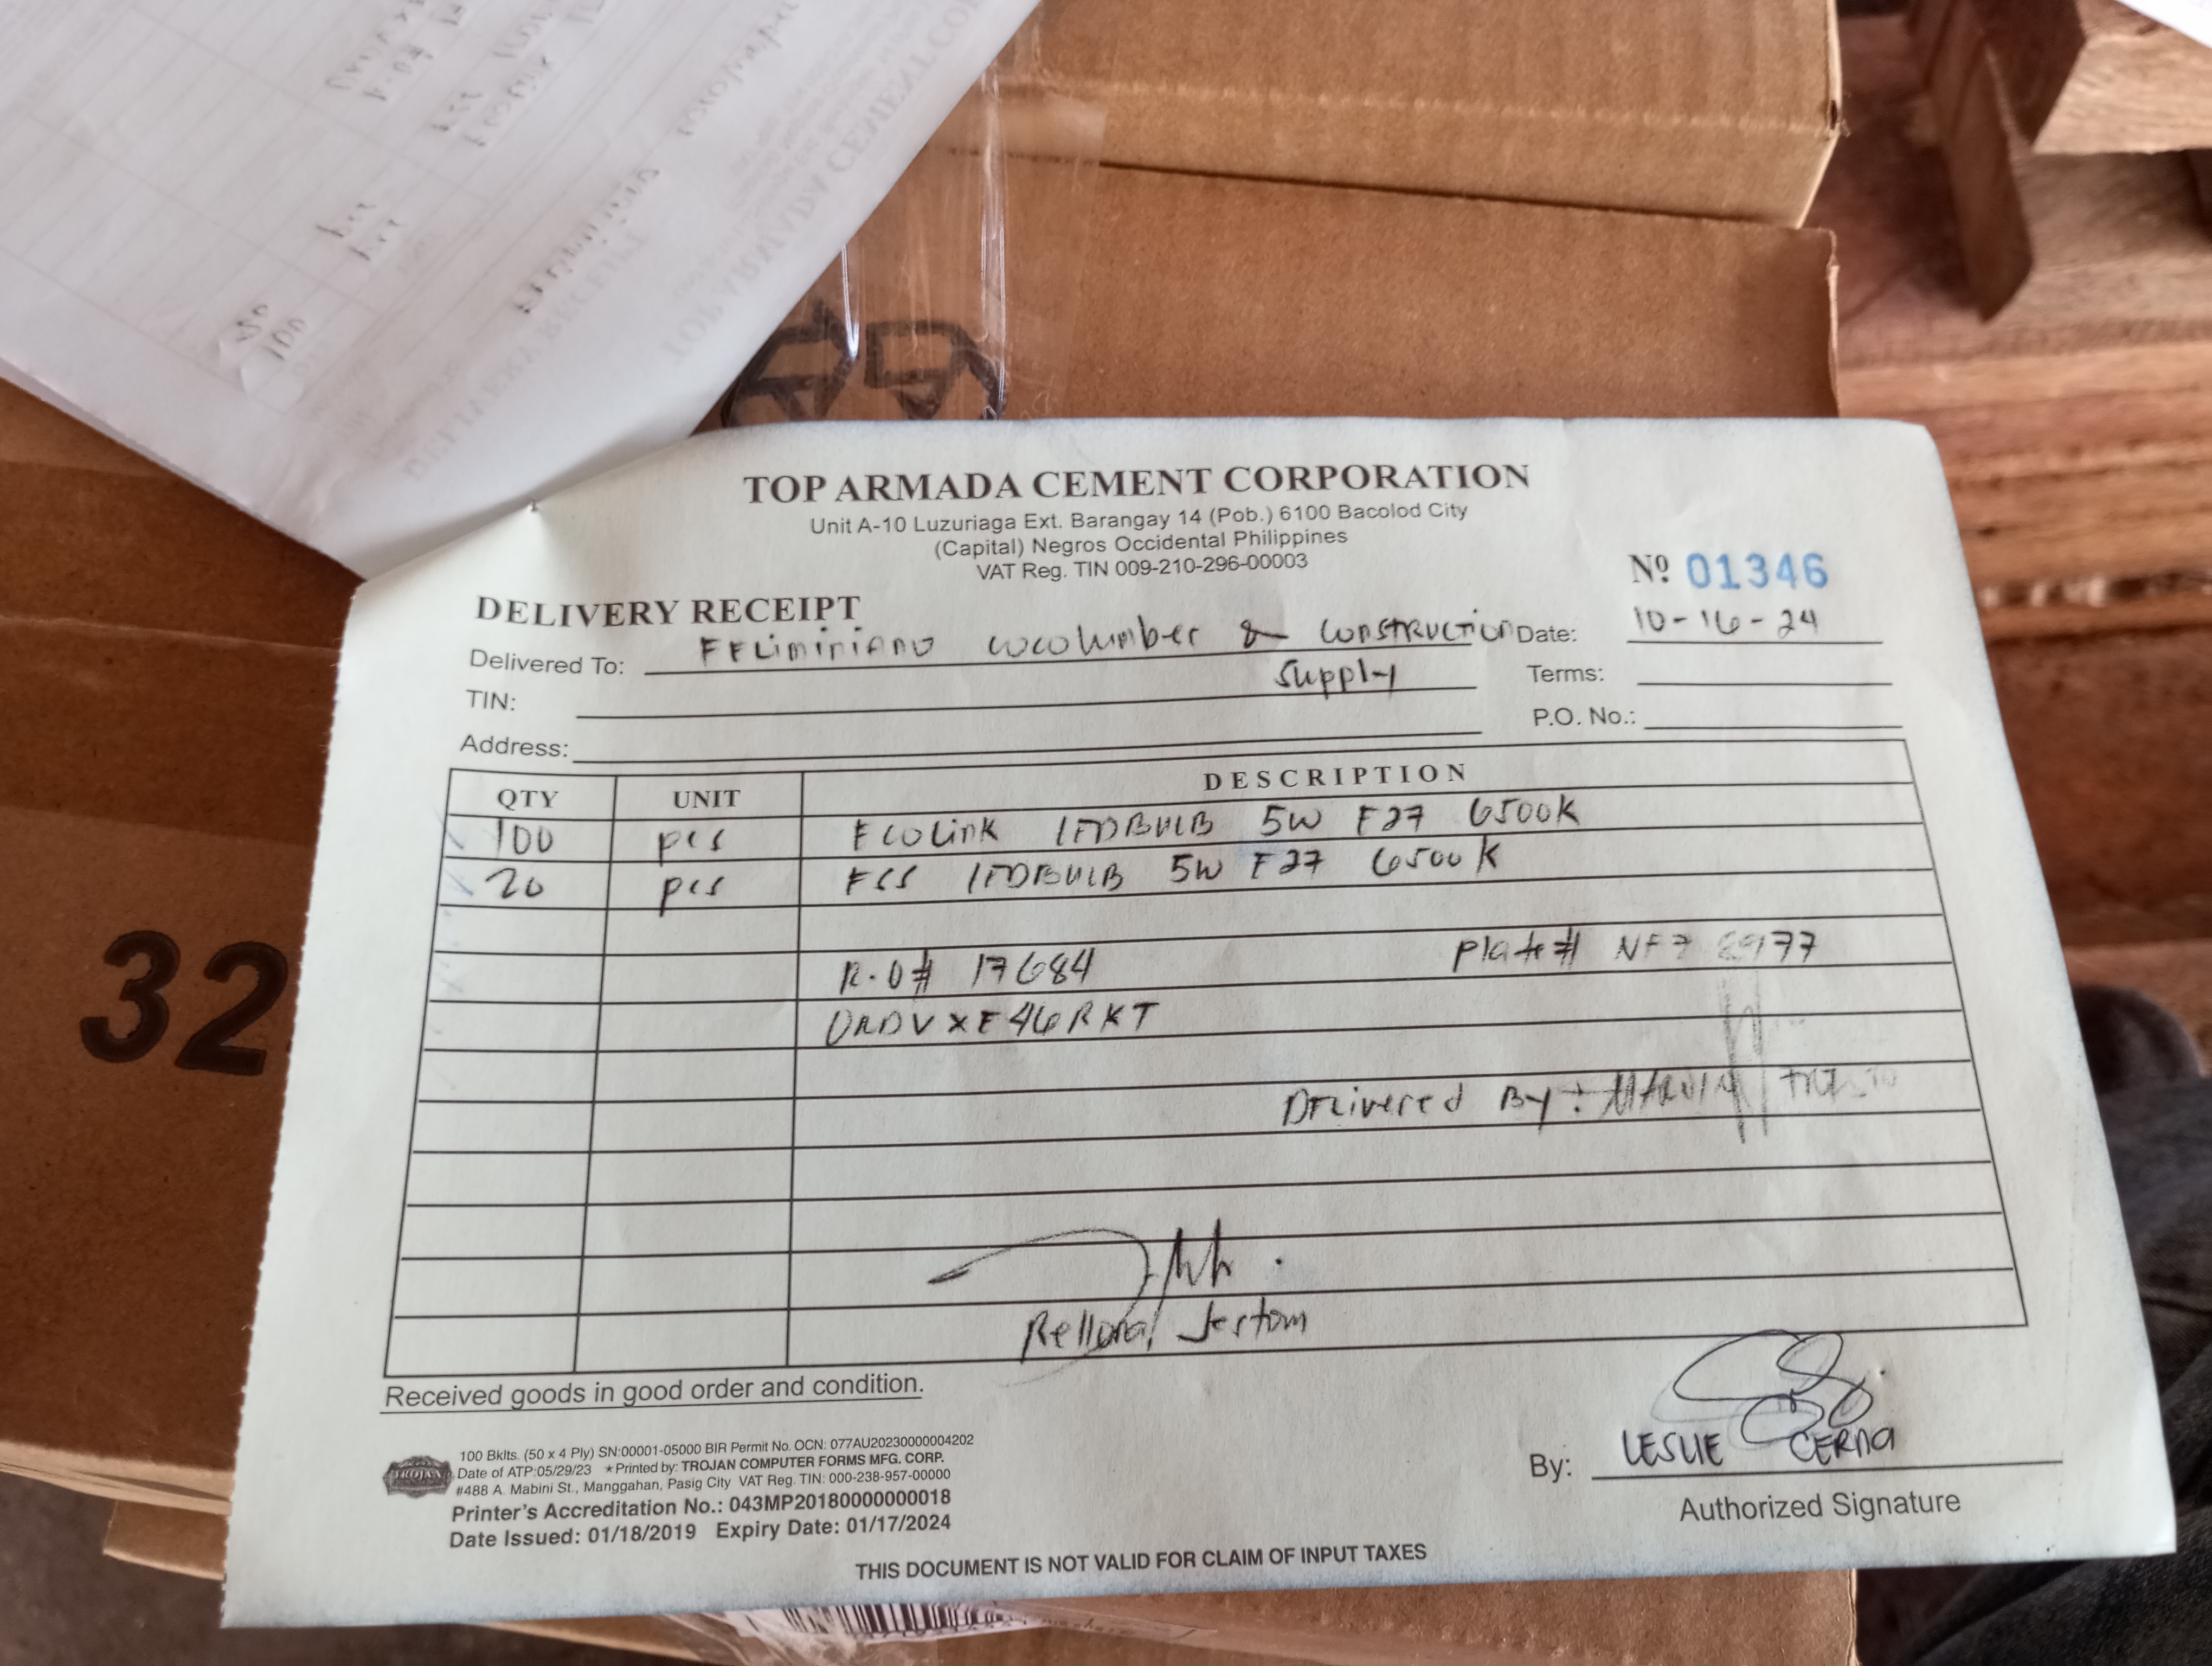 TOP ARMADA CEMENT CORPORATION
Unit A-10 Luzuriaga Ext. Barangay 14 (Pob.) 6100 Bacolod City
(Capital) Negros Occidental Philippines
VAT Reg. TIN 009-210-296-00003
Nº 01346
DELIVERY RECEIPT
Delivered To: FELiminiano cocolumber & CONSTRUCTION Supply
Date: 10-16-24
TIN:
Terms:
Address:
P.O. No.:
QTY UNIT DESCRIPTION
100 pcs ECOLink LEDBULB 5W E27 6500K
20 pcs ESS LEDBULB 5W E27 6500K
R.O# 17684 Plate#
ORDVXE46RKT
DELivered By:
Jestom
Received goods in good order and condition.
100 Bklts. (50 x 4 Ply) SN:00001-05000 BIR Permit No. OCN: 077AU20230000004202
Date of ATP:05/29/23 ★Printed by: TROJAN COMPUTER FORMS MFG. CORP.
#488 A. Mabini St., Manggahan, Pasig City VAT Reg. TIN: 000-238-957-00000
Printer's Accreditation No.: 043MP20180000000018
Date Issued: 01/18/2019 Expiry Date: 01/17/2024
TROJAN
By: LESLIE CERNA
Authorized Signature
THIS DOCUMENT IS NOT VALID FOR CLAIM OF INPUT TAXES
32